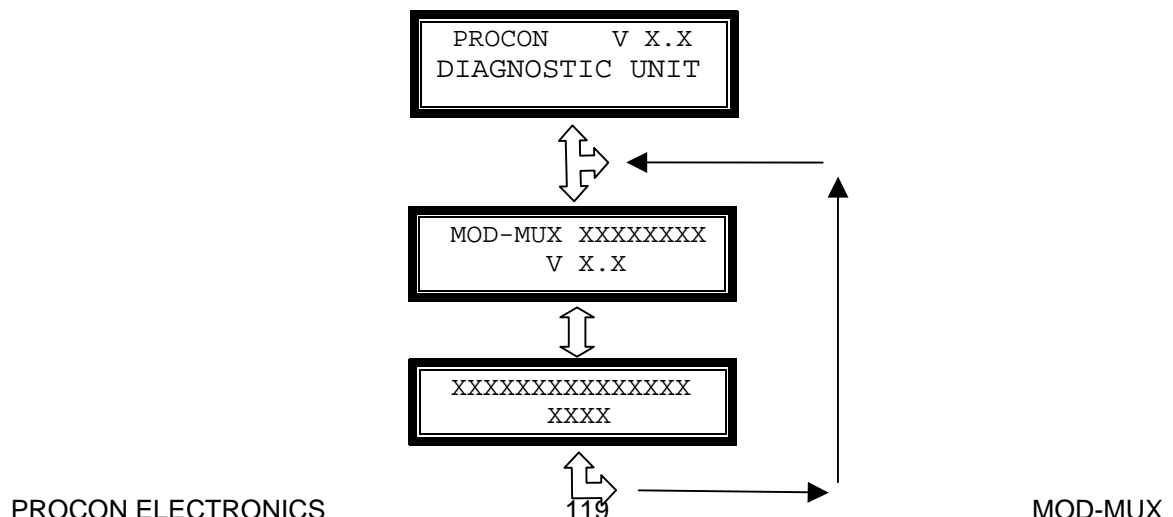 PROCON V X.X
DIAGNOSTIC UNIT
MOD-MUX XXXXXXXX
V X.X
XXXXXXXXXXXXXXX
XXXX
PROCON ELECTRONICS 119 MOD-MUX